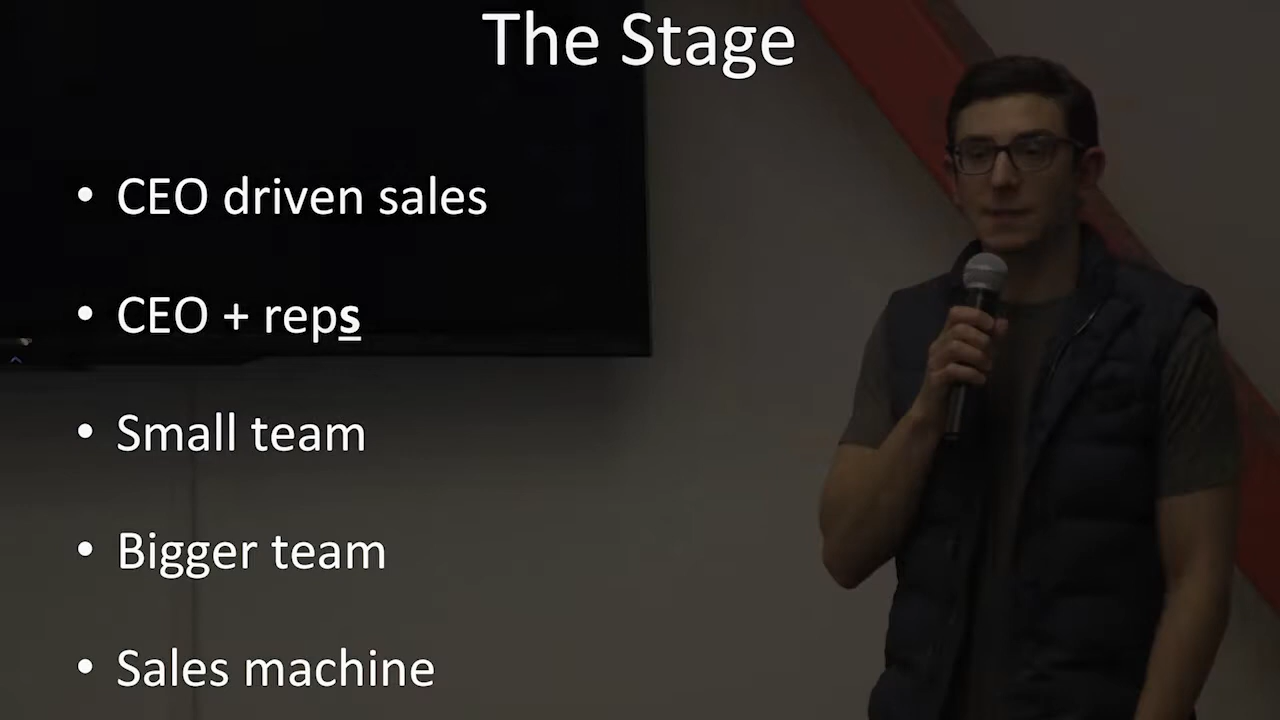 The Stage
• CEO driven sales
• CEO + reps
• Small team
• Bigger team
• Sales machine